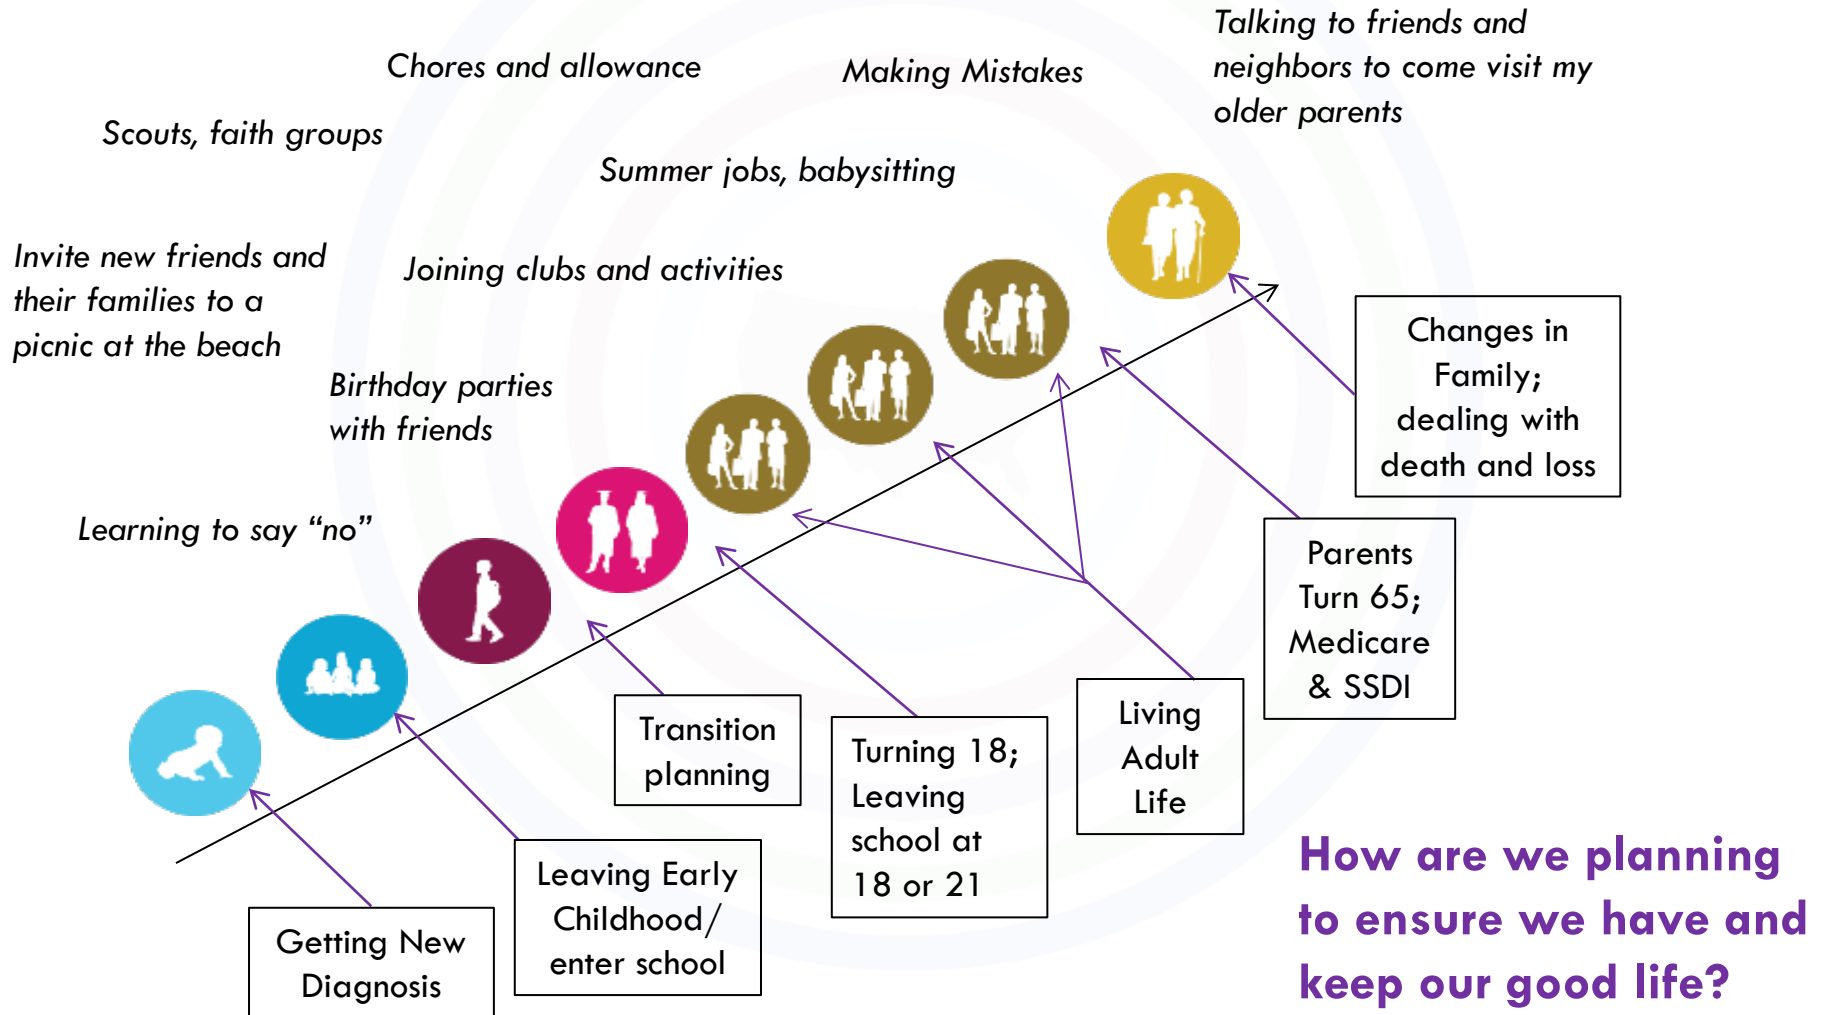 Talking to friends and
neighbors to come visit my
older parents
Chores and allowance
Making Mistakes
Scouts, faith groups
Summer jobs, babysitting
Invite new friends and
their families to a
picnic at the beach
Joining clubs and activities
Birthday parties
with friends
Learning to say “no”
Changes in
Family;
dealing with
death and loss
Parents
Turn 65;
Medicare
& SSDI
Living
Adult
Life
Transition
planning
Turning 18;
Leaving
school at
18 or 21
Leaving Early
Childhood/
enter school
Getting New
Diagnosis
How are we planning
to ensure we have and
keep our good life?